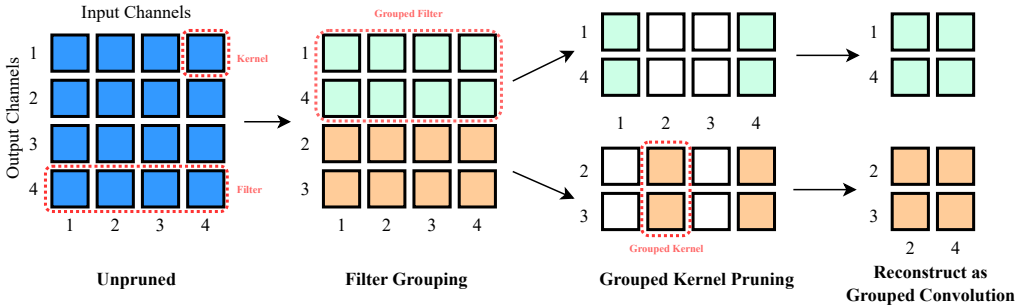 Input Channels
Output Channels
1
2
3
4
Kernel
Filter
1 2 3 4
Unpruned
Grouped Filter
1
4
2
3
1 2 3 4
Filter Grouping
1
4
1 2 3 4
2
3
Grouped Kernel
Grouped Kernel Pruning
1
4
2
3
2 4
Reconstruct as
Grouped Convolution